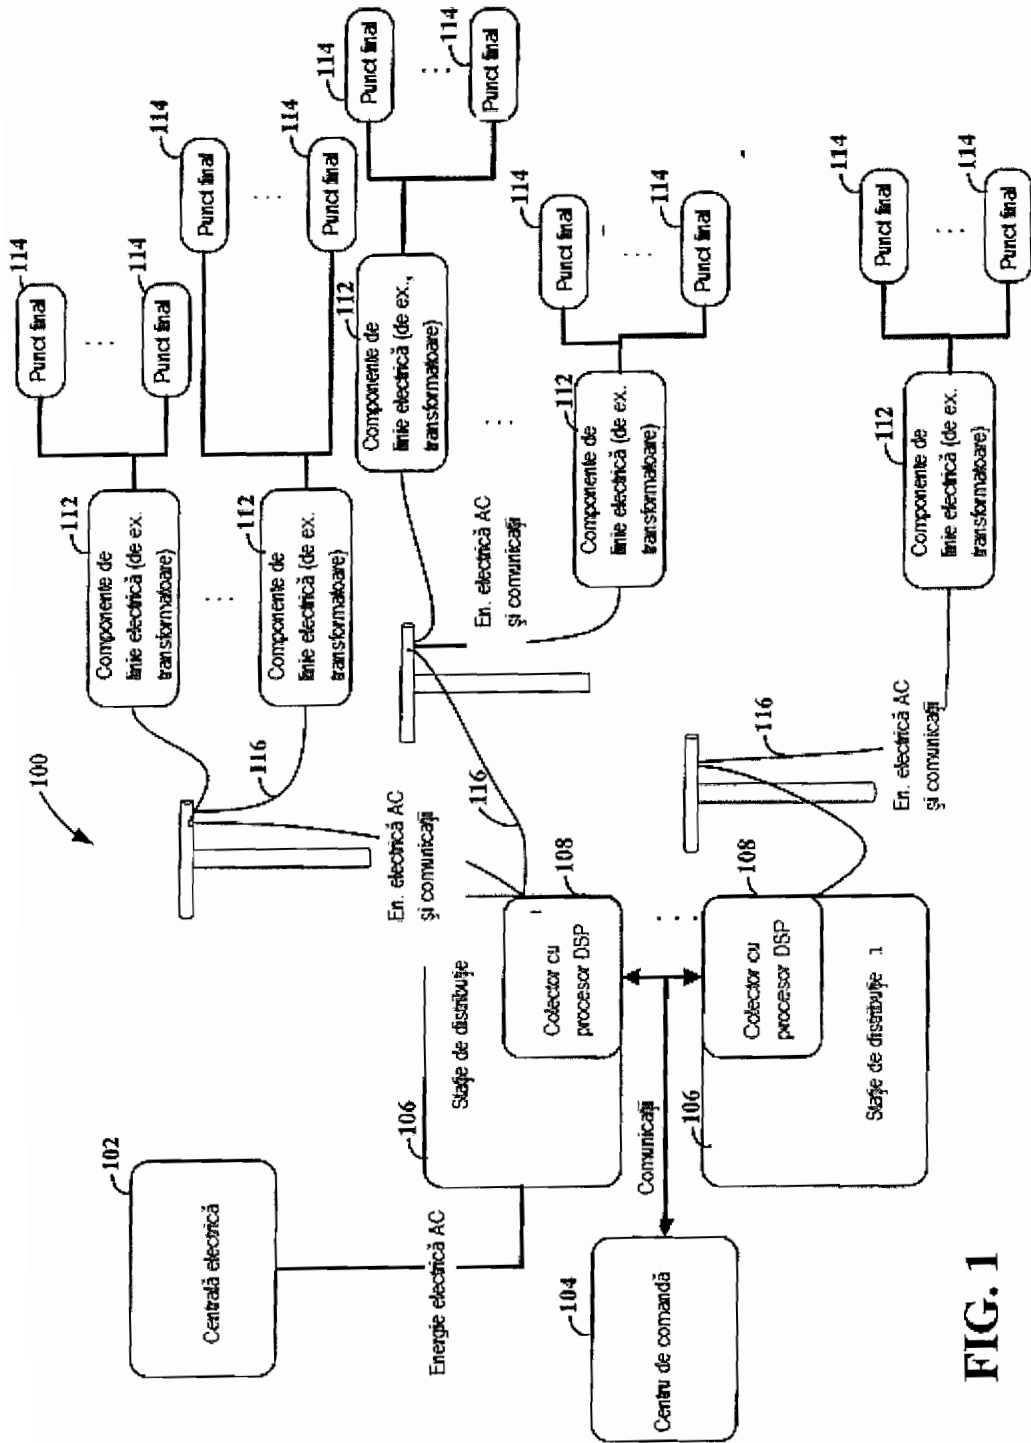 100
102
Centrală electrică
Energie electrică AC
104
Centru de comandă
Comunicații
106
Stație de distribuție
108
Colector cu
procesor DSP
106
Stație de distribuție
108
Colector cu
procesor DSP
En. electrică AC
și comunicații
116
116
En. electrică AC
și comunicații
116
En. electrică AC
și comunicații
112
Componente de
linie electrică (de ex.
transformatoare)
112
Componente de
linie electrică (de ex.
transformatoare)
112
Componente de
linie electrică (de ex.,
transformatoare)
112
Componente de
linie electrică (de ex.
transformatoare)
112
Componente de
linie electrică (de ex.
transformatoare)
114
Punct final
114
Punct final
114
Punct final
114
Punct final
114
Punct final
114
Punct final
114
Punct final
114
Punct final
114
Punct final
114
Punct final
FIG. 1